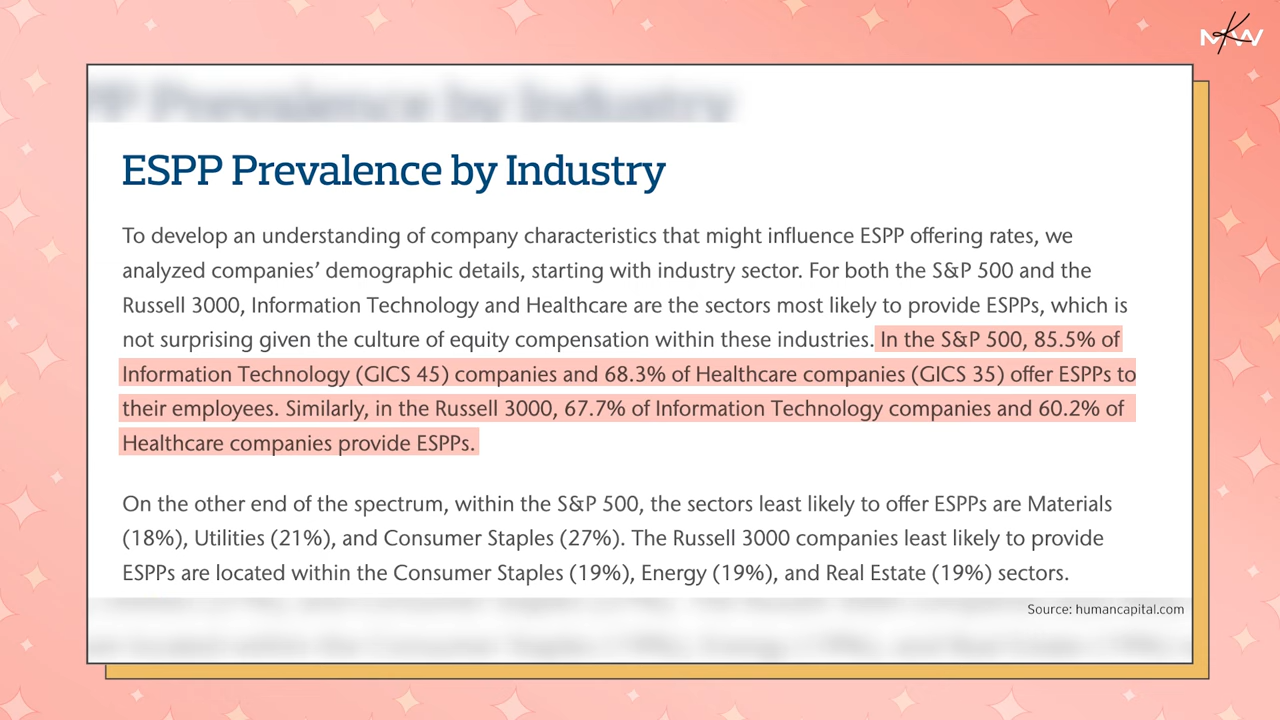 MKW
ESPP Prevalence by Industry
ESPP Prevalence by Industry
To develop an understanding of company characteristics that might influence ESPP offering rates, we
analyzed companies’ demographic details, starting with industry sector. For both the S&P 500 and the
Russell 3000, Information Technology and Healthcare are the sectors most likely to provide ESPPs, which is
not surprising given the culture of equity compensation within these industries. In the S&P 500, 85.5% of
Information Technology (GICS 45) companies and 68.3% of Healthcare companies (GICS 35) offer ESPPs to
their employees. Similarly, in the Russell 3000, 67.7% of Information Technology companies and 60.2% of
Healthcare companies provide ESPPs.
On the other end of the spectrum, within the S&P 500, the sectors least likely to offer ESPPs are Materials
(18%), Utilities (21%), and Consumer Staples (27%). The Russell 3000 companies least likely to provide
ESPPs are located within the Consumer Staples (19%), Energy (19%), and Real Estate (19%) sectors.
Source: humancapital.com